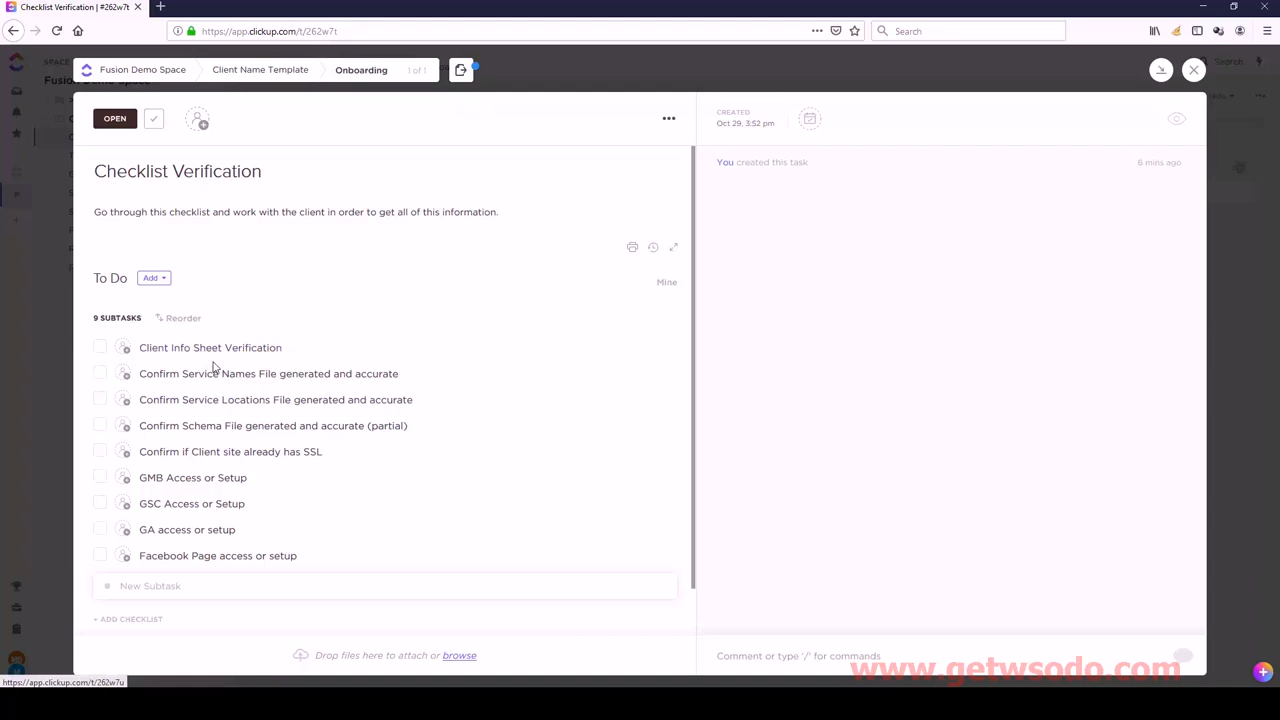 Checklist Verification | #262w7t
https://app.clickup.com/t/262w7t
Search
Fusion Demo Space
Client Name Template
Onboarding
1 of 1
Search
OPEN
CREATED
Oct 29, 3:52 pm
Checklist Verification
You created this task
6 mins ago
Go through this checklist and work with the client in order to get all of this information.
To Do
Add
Mine
9 SUBTASKS
Reorder
Client Info Sheet Verification
Confirm Service Names File generated and accurate
Confirm Service Locations File generated and accurate
Confirm Schema File generated and accurate (partial)
Confirm if Client site already has SSL
GMB Access or Setup
GSC Access or Setup
GA access or setup
Facebook Page access or setup
New Subtask
+ ADD CHECKLIST
Drop files here to attach or browse
Comment or type '/' for commands
www.getwsodo.com
https://app.clickup.com/t/262w7u